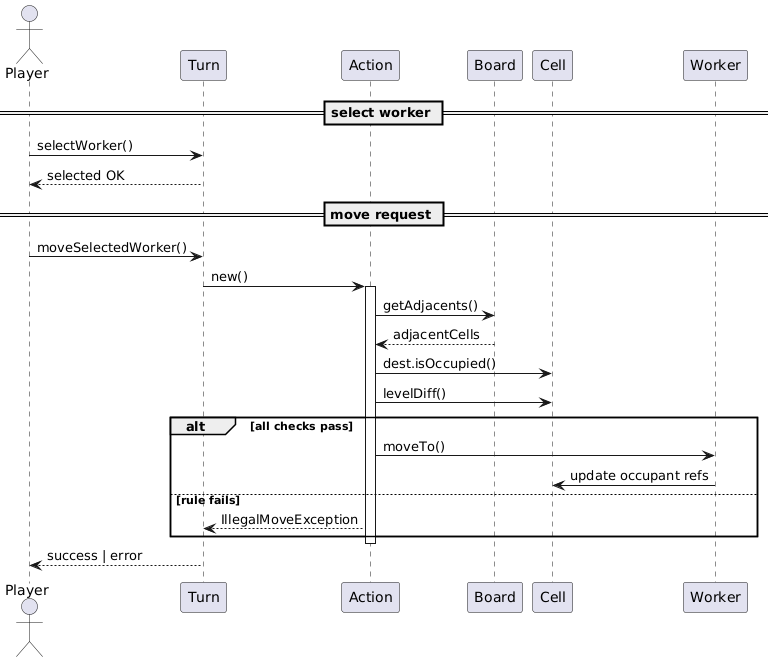 Player
Turn
Action
Board
Cell
Worker
select worker
selectWorker()
selected OK
move request
moveSelectedWorker()
new()
getAdjacents()
adjacentCells
dest.isOccupied()
levelDiff()
alt [all checks pass]
moveTo()
update occupant refs
[rule fails]
IllegalMoveException
success | error
Player
Turn
Action
Board
Cell
Worker